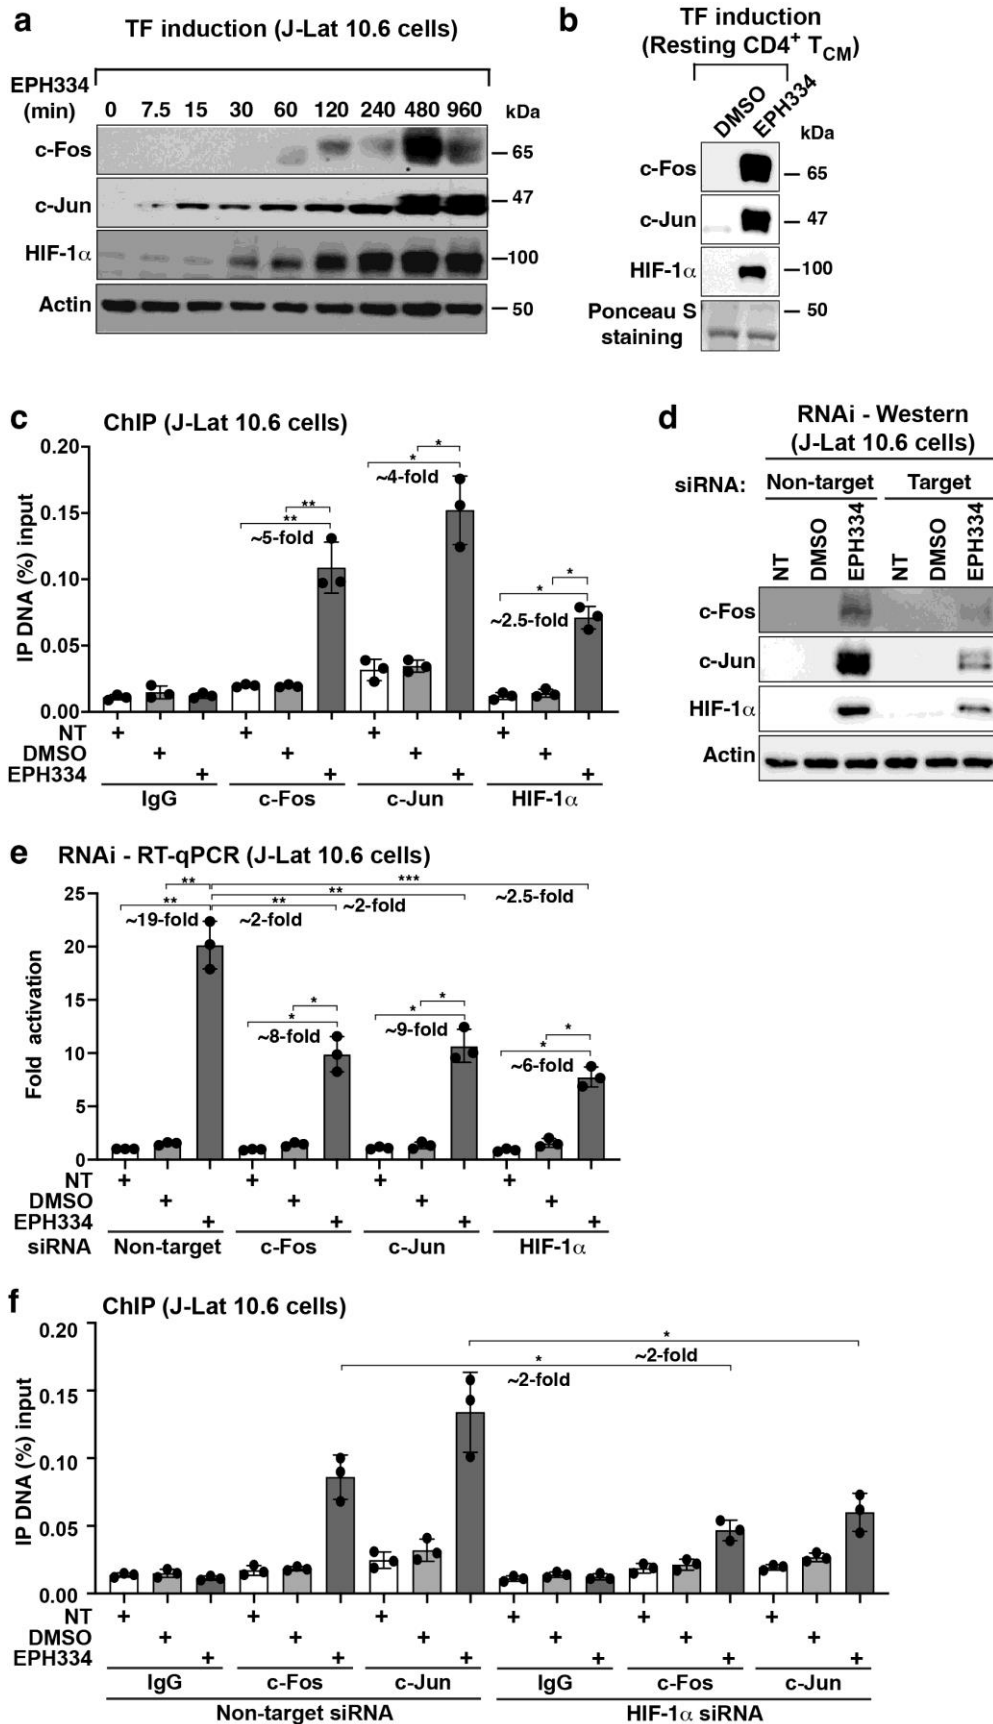 a
TF induction (J-Lat 10.6 cells)
EPH334
(min) 0 7.5 15 30 60 120 240 480 960 kDa
c-Fos 65
c-Jun 47
HIF-1α 100
Actin 50
b
TF induction
(Resting CD4+ TCM)
DMSO EPH334
kDa
c-Fos 65
c-Jun 47
HIF-1α 100
Ponceau S 50
staining
c
ChIP (J-Lat 10.6 cells)
IP DNA (%) input
0.20
0.15
0.10
0.05
0.00
** ** ~5-fold
* * ~4-fold
* * ~2.5-fold
NT + + + +
DMSO + + + +
EPH334 + + + +
IgG c-Fos c-Jun HIF-1α
d
RNAi - Western
(J-Lat 10.6 cells)
siRNA: Non-target Target
NT DMSO EPH334 NT DMSO EPH334
c-Fos
c-Jun
HIF-1α
Actin
e
RNAi - RT-qPCR (J-Lat 10.6 cells)
Fold activation
25
20
15
10
5
0
** *** **
~2.5-fold
** ** ~2-fold
~19-fold ~2-fold
* * ~8-fold
* * ~9-fold
* * ~6-fold
NT + + + +
DMSO + + + +
EPH334 + + + +
siRNA Non-target c-Fos c-Jun HIF-1α
f
ChIP (J-Lat 10.6 cells)
IP DNA (%) input
0.20
0.15
0.10
0.05
0.00
*
~2-fold
*
~2-fold
NT + + + + + +
DMSO + + + + + +
EPH334 + + + + + +
IgG c-Fos c-Jun IgG c-Fos c-Jun
Non-target siRNA HIF-1α siRNA